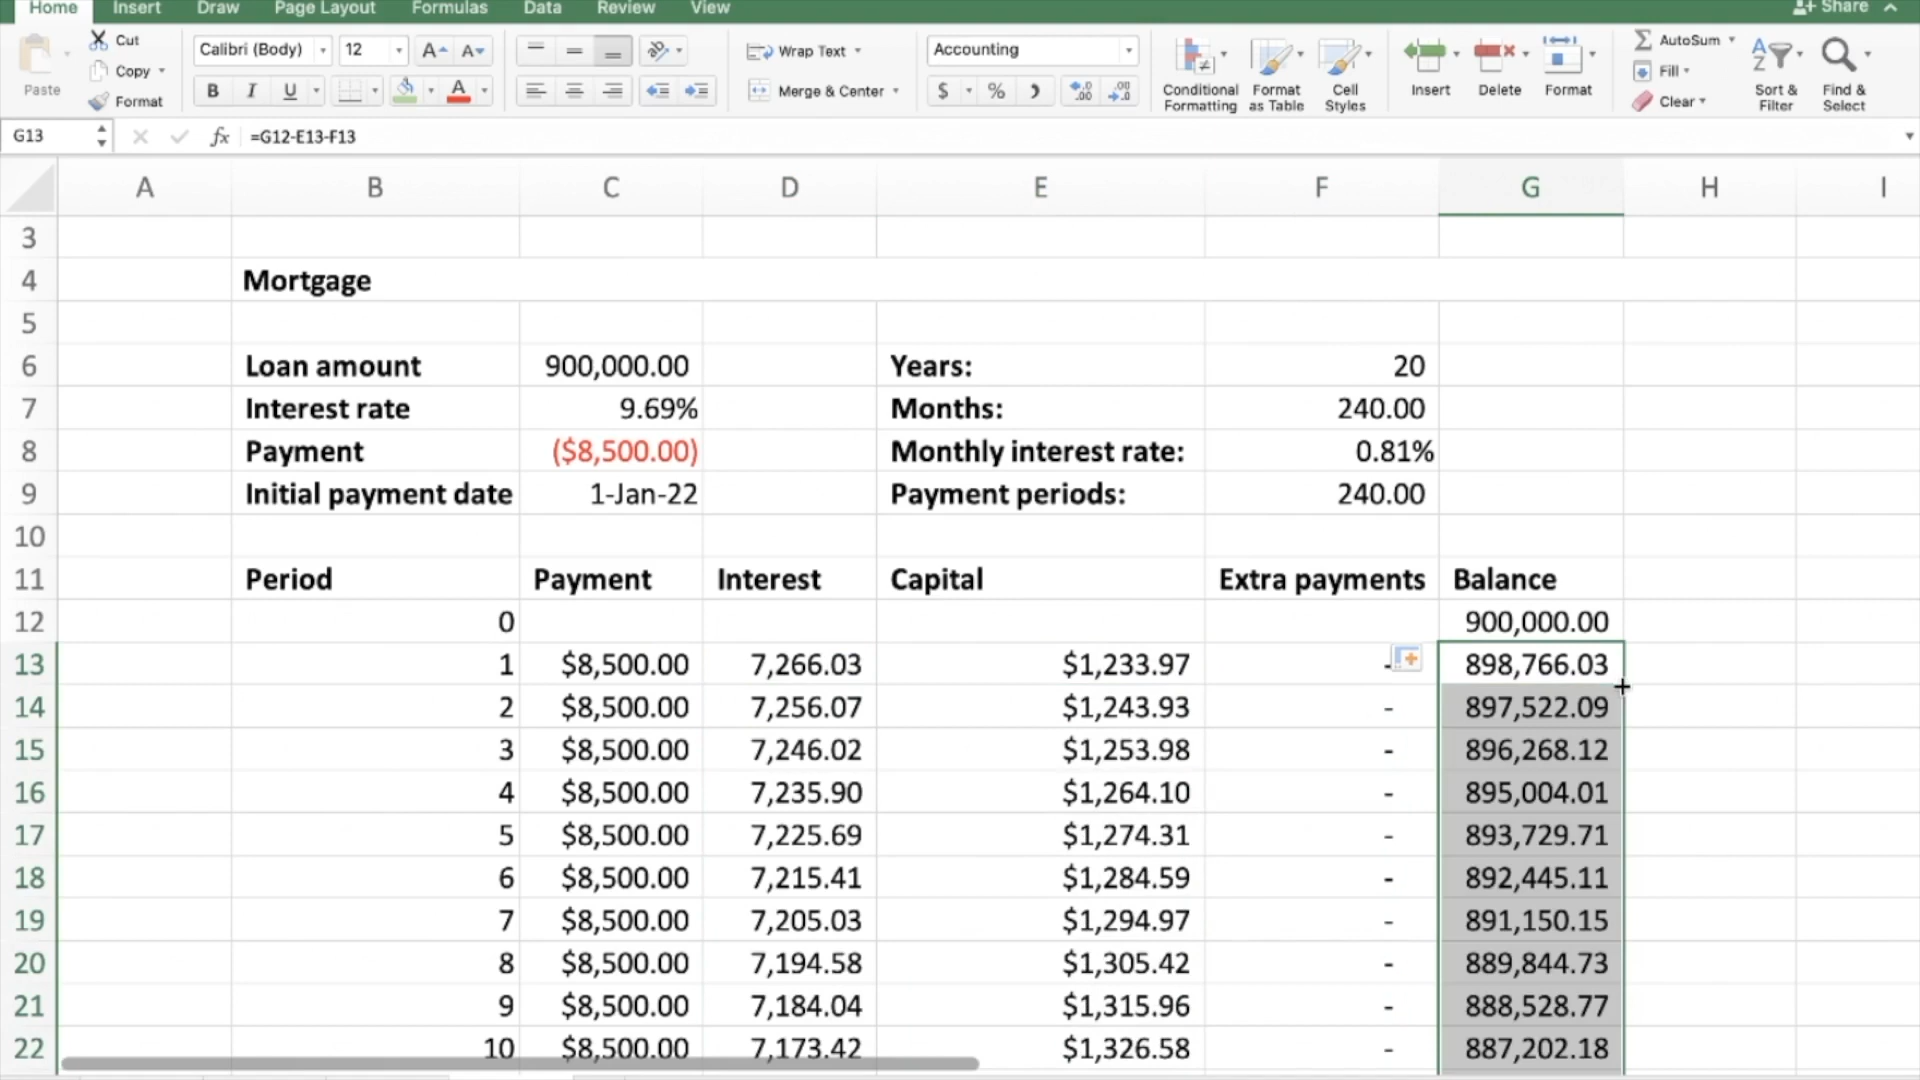 Home Insert Draw Page Layout Formulas Data Review View Share
Paste Cut Copy Format
Calibri (Body) 12 A A
B I U A
Wrap Text
Merge & Center
Accounting
$ % .00 .0
Conditional Formatting Format as Table Cell Styles Insert Delete Format
AutoSum Fill Clear
Sort & Filter Find & Select
G13 fx =G12-E13-F13
A B C D E F G H I
3
4 Mortgage
5
6 Loan amount 900,000.00 Years: 20
7 Interest rate 9.69% Months: 240.00
8 Payment ($8,500.00) Monthly interest rate: 0.81%
9 Initial payment date 1-Jan-22 Payment periods: 240.00
10
11 Period Payment Interest Capital Extra payments Balance
12 0 900,000.00
13 1 $8,500.00 7,266.03 $1,233.97 - 898,766.03
14 2 $8,500.00 7,256.07 $1,243.93 - 897,522.09
15 3 $8,500.00 7,246.02 $1,253.98 - 896,268.12
16 4 $8,500.00 7,235.90 $1,264.10 - 895,004.01
17 5 $8,500.00 7,225.69 $1,274.31 - 893,729.71
18 6 $8,500.00 7,215.41 $1,284.59 - 892,445.11
19 7 $8,500.00 7,205.03 $1,294.97 - 891,150.15
20 8 $8,500.00 7,194.58 $1,305.42 - 889,844.73
21 9 $8,500.00 7,184.04 $1,315.96 - 888,528.77
22 10 $8,500.00 7,173.42 $1,326.58 - 887,202.18